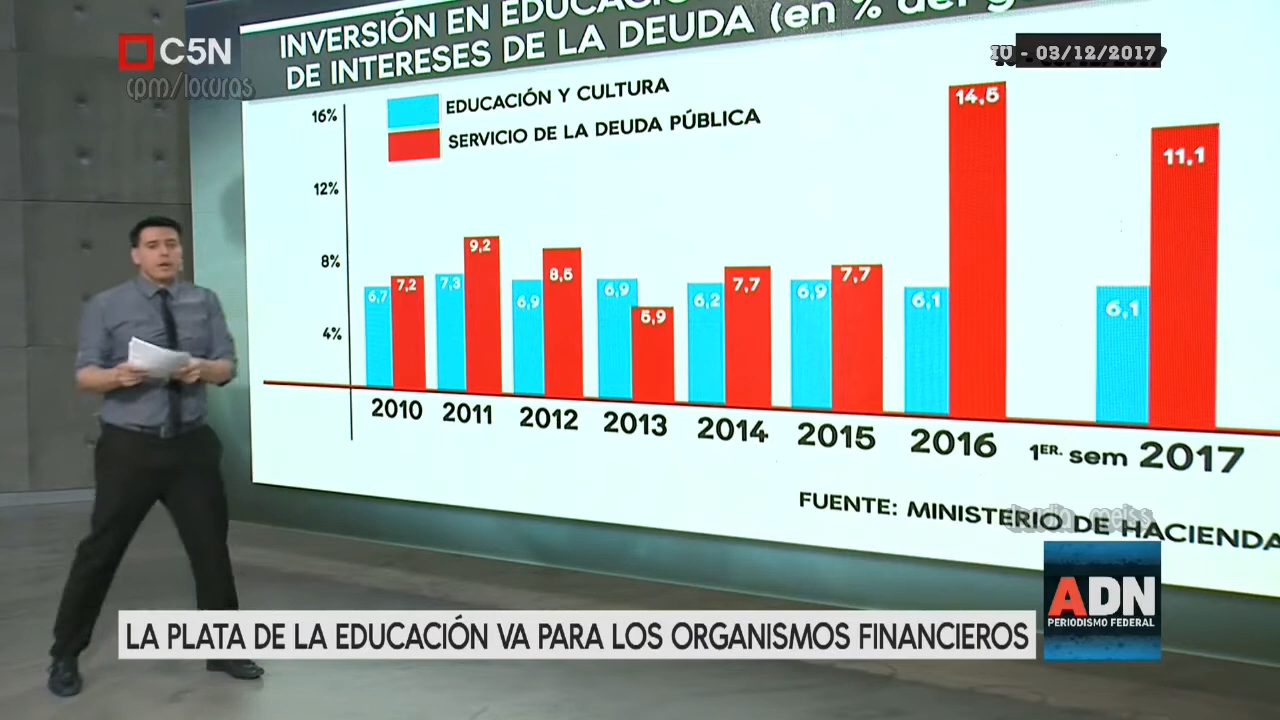 C5N
cpm/locuras
- 03/12/2017
INVERSIÓN EN
DE INTERESES DE LA DEUDA (en % del
16%
12%
8%
4%
EDUCACIÓN Y CULTURA
SERVICIO DE LA DEUDA PÚBLICA
6,7
7,2
7,3
9,2
6,9
8,5
6,9
5,9
6,2
7,7
6,9
7,7
6,1
14,5
6,1
11,1
2010
2011
2012
2013
2014
2015
2016
1ER. sem 2017
FUENTE: MINISTERIO DE HACIENDA
ADN
PERIODISMO FEDERAL
LA PLATA DE LA EDUCACIÓN VA PARA LOS ORGANISMOS FINANCIEROS